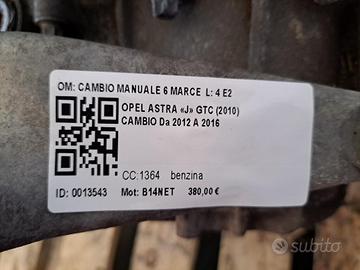 OM: CAMBIO MANUALE 6 MARCE L: 4 E2
OPEL ASTRA «J» GTC (2010)
CAMBIO Da 2012 A 2016
CC:1364 benzina
ID: 0013543 Mot: B14NET 380,00 €
subito